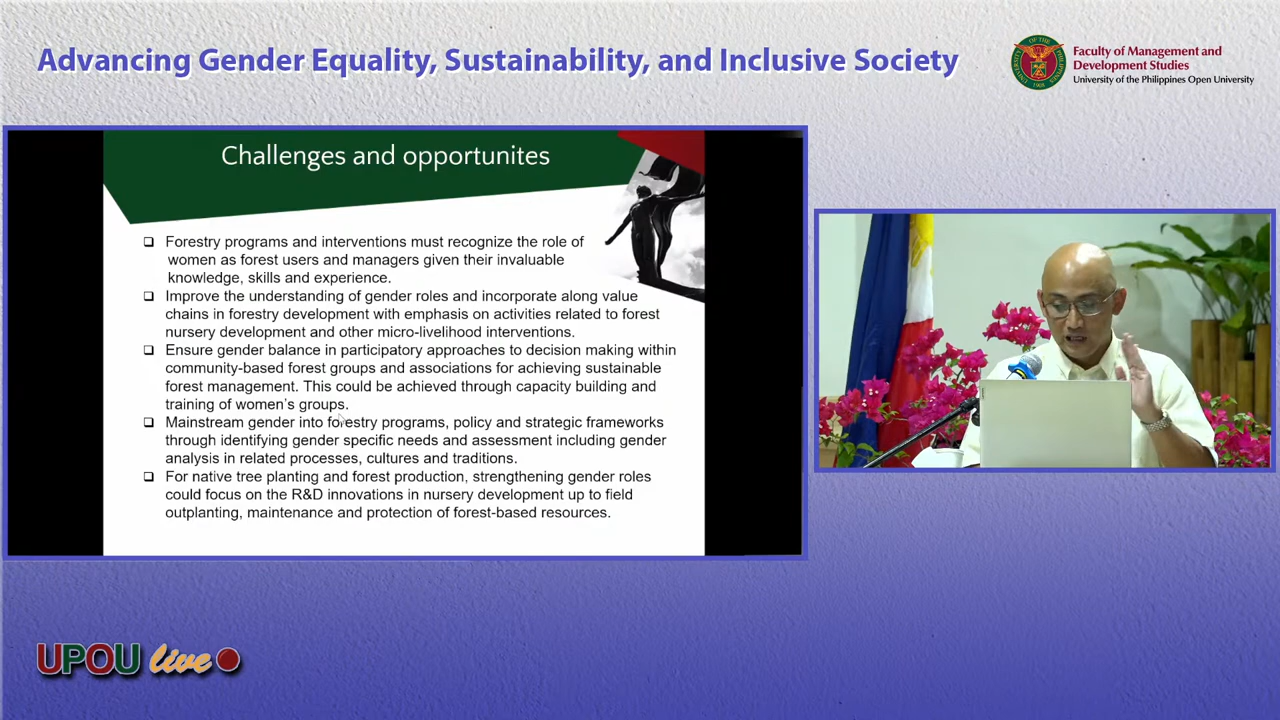 Advancing Gender Equality, Sustainability, and Inclusive Society
Faculty of Management and
Development Studies
University of the Philippines Open University
Challenges and opportunites
Forestry programs and interventions must recognize the role of
women as forest users and managers given their invaluable
knowledge, skills and experience.
Improve the understanding of gender roles and incorporate along value
chains in forestry development with emphasis on activities related to forest
nursery development and other micro-livelihood interventions.
Ensure gender balance in participatory approaches to decision making within
community-based forest groups and associations for achieving sustainable
forest management. This could be achieved through capacity building and
training of women's groups.
Mainstream gender into forestry programs, policy and strategic frameworks
through identifying gender specific needs and assessment including gender
analysis in related processes, cultures and traditions.
For native tree planting and forest production, strengthening gender roles
could focus on the R&D innovations in nursery development up to field
outplanting, maintenance and protection of forest-based resources.
UPOU live